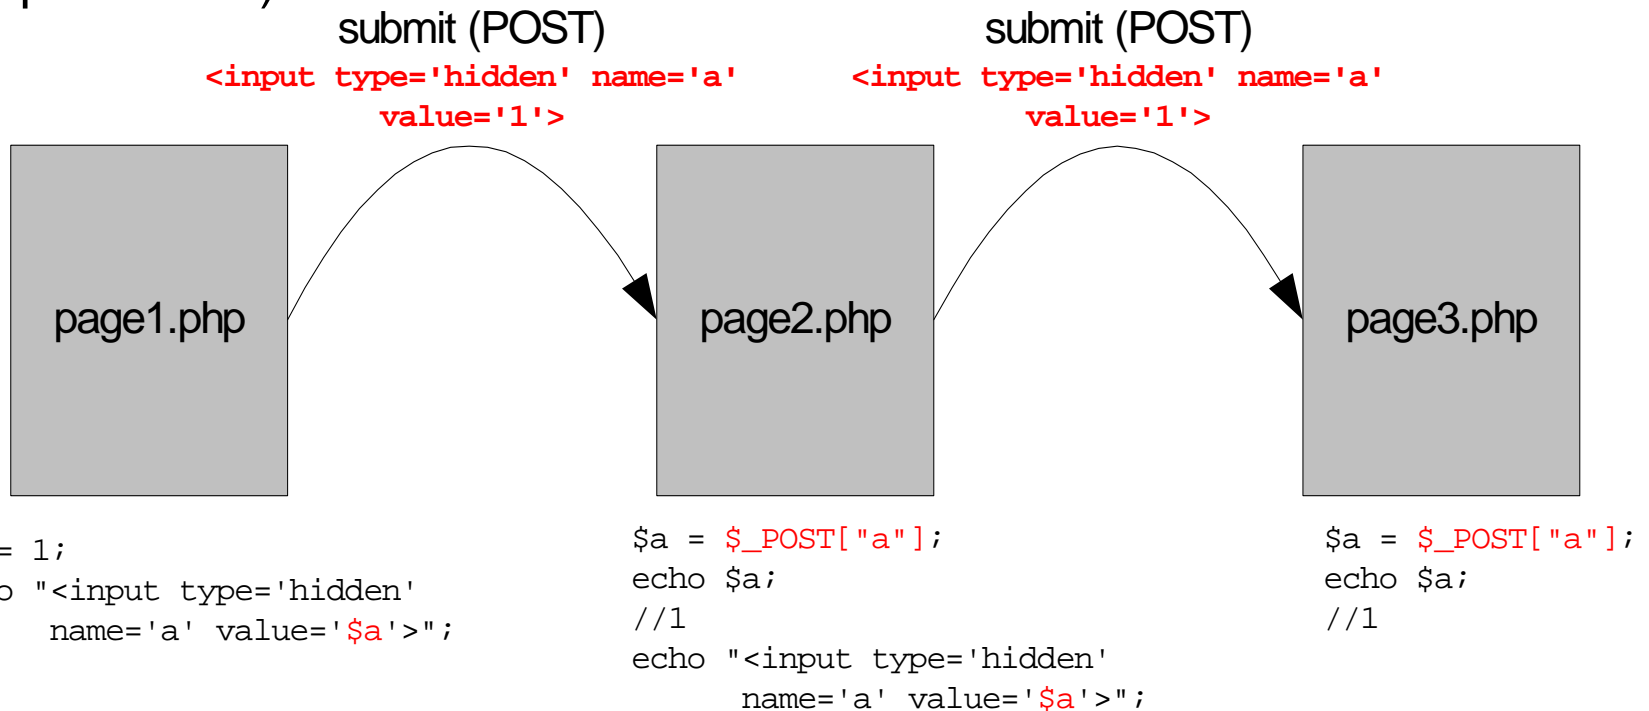 submit (POST)
<input type='hidden' name='a'
value='1'>
submit (POST)
<input type='hidden' name='a'
value='1'>
page1.php
page2.php
page3.php
= 1;
"<input type='hidden'
name='a' value='$a'>";
$a = $_POST["a"];
echo $a;
//1
echo "<input type='hidden'
name='a' value='$a'>";
$a = $_POST["a"];
echo $a;
//1